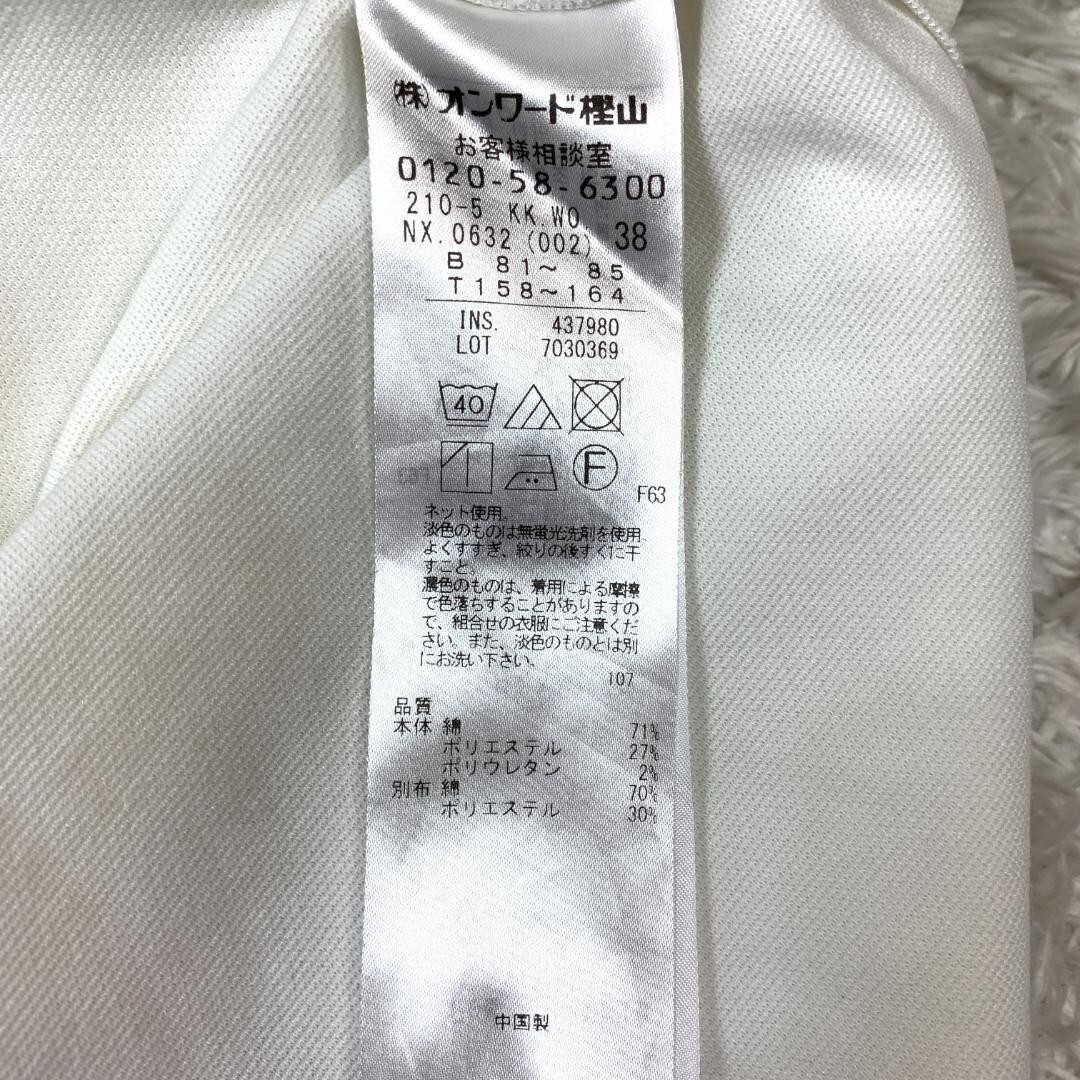 ㈱オンワード樫山
お客様相談室
0120-58-6300
210-5 KK.WO.
NX.0632 (002) 38
B 81～ 85
T158～164
INS. 437980
LOT 7030369
40
F
F63
ネット使用。
淡色のものは無蛍光洗剤を使用。
よくすすぎ、絞りの後すぐに干
すこと。
濃色のものは、着用による摩擦
で色落ちすることがありますの
で、組合せの衣服にご注意くだ
さい。また、淡色のものとは別
にお洗い下さい。
107
品質
本体 綿 71%
ポリエステル 27%
ポリウレタン 2%
別布 綿 70%
ポリエステル 30%
中国製